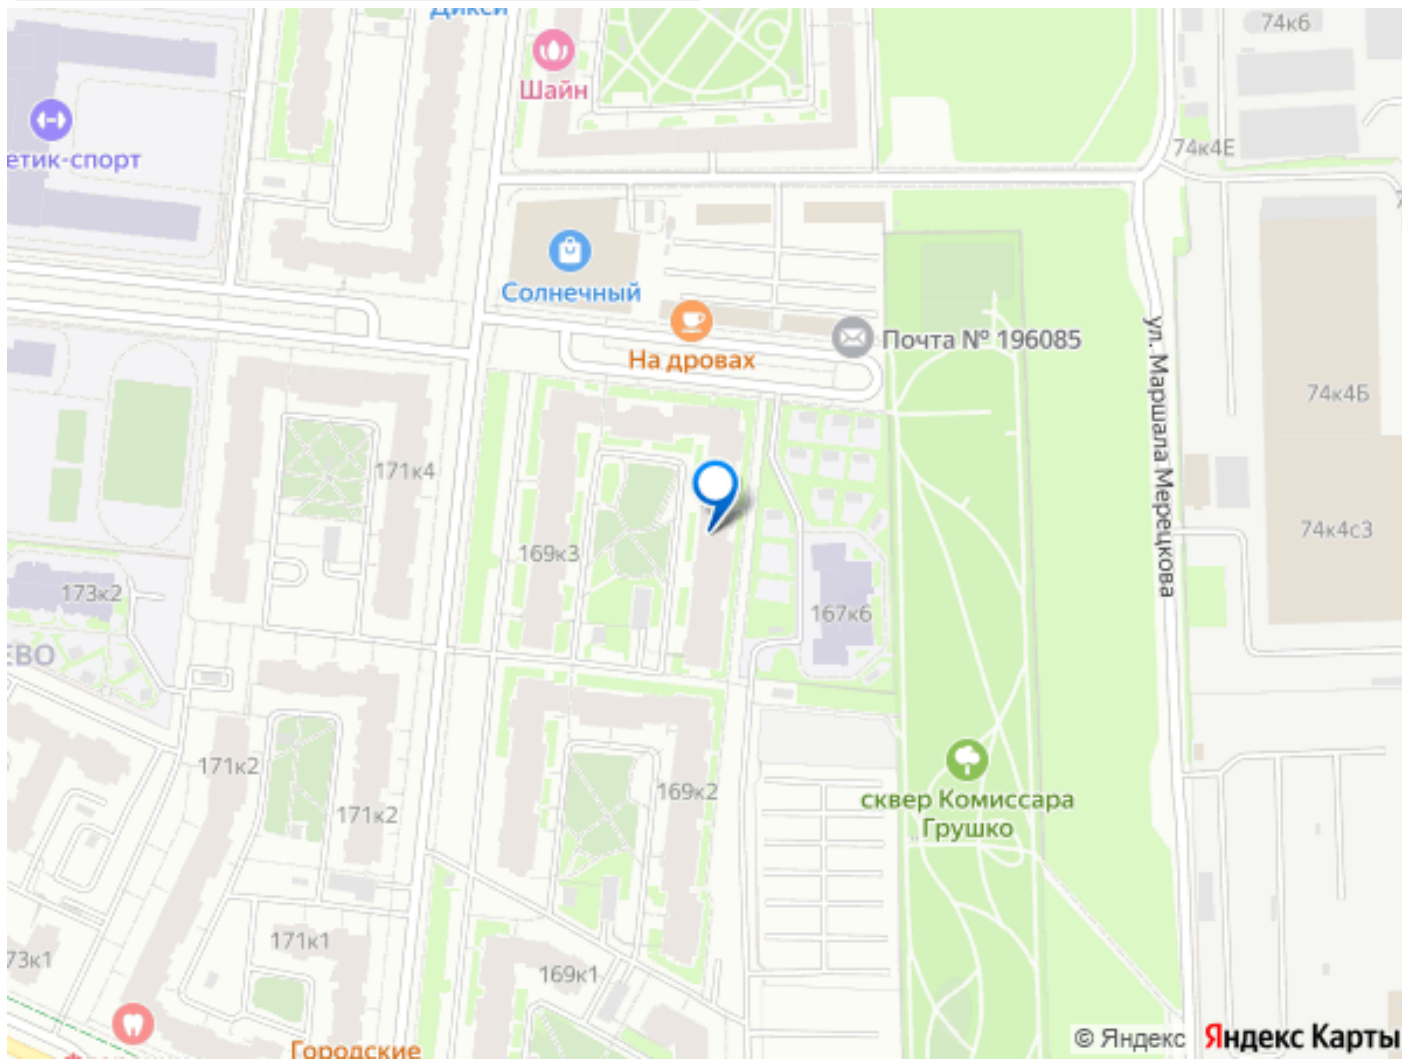 Дикси
74к6
Шайн
етик-спорт
74к4Е
Солнечный
На дровах
Почта № 196085
ул. Маршала Мерецкова
74к4Б
171к4
74к4с3
169к3
173к2
167к6
ЕВО
171к2
169к2
171к2
сквер Комиссара
Грушко
171к1
73к1
169к1
Городские
© Яндекс
Яндекс Карты